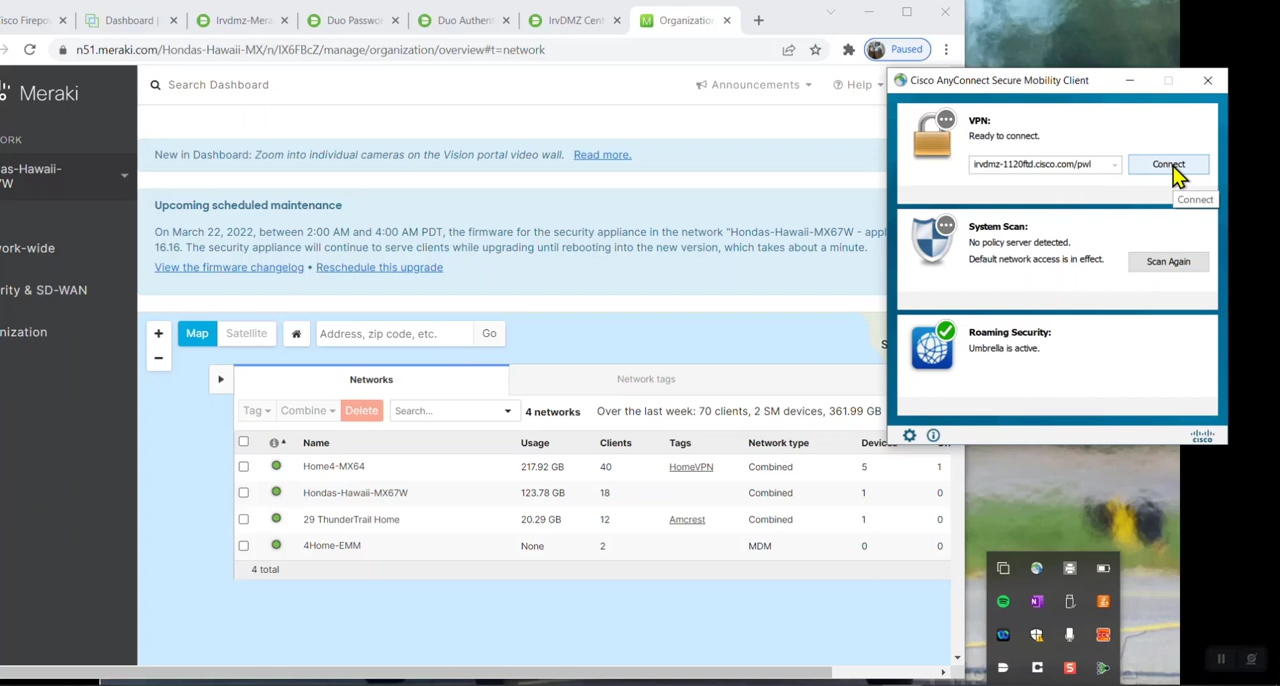 isco Firepow
Dashboard |
Irvdmz-Mera
Duo Passwo
Duo Authen
IrvDMZ Cen
Organizatio
n51.meraki.com/Hondas-Hawaii-MX/n/IX6FBcZ/manage/organization/overview#t=network
Paused
Meraki
Search Dashboard
Announcements
Help
ORK
as-Hawaii-
7W
ork-wide
rity & SD-WAN
nization
New in Dashboard: Zoom into individual cameras on the Vision portal video wall. Read more.
Upcoming scheduled maintenance
On March 22, 2022, between 2:00 AM and 4:00 AM PDT, the firmware for the security appliance in the network "Hondas-Hawaii-MX67W - appl
16.16. The security appliance will continue to serve clients while upgrading until rebooting into the new version, which takes about a minute.
View the firmware changelog • Reschedule this upgrade
+
−
Map
Satellite
Address, zip code, etc.
Go
S
Networks
Network tags
Tag
Combine
Delete
Search...
4 networks
Over the last week: 70 clients, 2 SM devices, 361.99 GB
Name Usage Clients Tags Network type Devic
Home4-MX64 217.92 GB 40 HomeVPN Combined 5 1
Hondas-Hawaii-MX67W 123.78 GB 18 Combined 1 0
29 ThunderTrail Home 20.29 GB 12 Amcrest Combined 1 0
4Home-EMM None 2 MDM 0 0
4 total
Cisco AnyConnect Secure Mobility Client
VPN:
Ready to connect.
irvdmz-1120ftd.cisco.com/pwl
Connect
Connect
System Scan:
No policy server detected.
Default network access is in effect.
Scan Again
Roaming Security:
Umbrella is active.
cisco